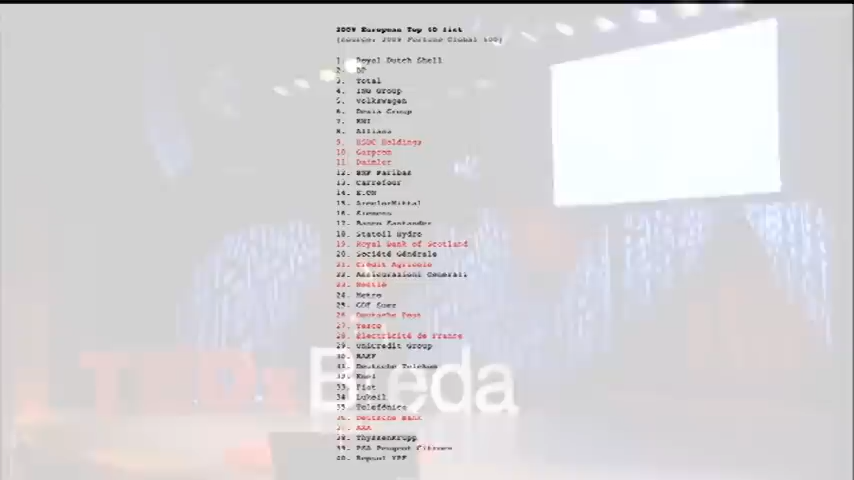 2009 European Top 40 list
(source: 2009 Fortune Global 500)
1. Royal Dutch Shell
2. BP
3. Total
4. ING Group
5. Volkswagen
6. Dexia Group
7. ENI
8. Allianz
9. HSBC Holdings
10. Gazprom
11. Daimler
12. BNP Paribas
13. Carrefour
14. E.ON
15. ArcelorMittal
16. Siemens
17. Banco Santander
18. Statoil Hydro
19. Royal Bank of Scotland
20. Société Générale
21. Crédit Agricole
22. Assicurazioni Generali
23. Nestlé
24. Metro
25. GDF Suez
26. Deutsche Post
27. Tesco
28. Électricité de France
29. Unicredit Group
30. BASF
31. Deutsche Telekom
32. Enel
33. Fiat
34. Lukoil
35. Telefónica
36. Deutsche Bank
37. AXA
38. ThyssenKrupp
39. PSA Peugeot Citroen
40. Repsol YPF
TEDx Breda